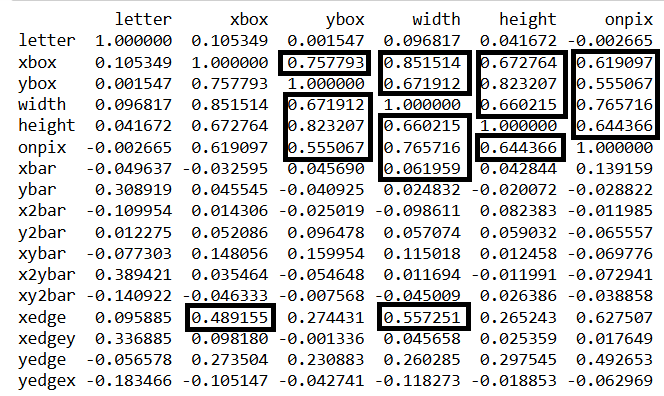 letter xbox ybox width height onpix
letter 1.000000 0.105349 0.001547 0.096817 0.041672 -0.002665
xbox 0.105349 1.000000 0.757793 0.851514 0.672764 0.619097
ybox 0.001547 0.757793 1.000000 0.671912 0.823207 0.555067
width 0.096817 0.851514 0.671912 1.000000 0.660215 0.765716
height 0.041672 0.672764 0.823207 0.660215 1.000000 0.644366
onpix -0.002665 0.619097 0.555067 0.765716 0.644366 1.000000
xbar -0.049637 -0.032595 0.045690 0.061959 0.042844 0.139159
ybar 0.308919 0.045545 -0.040925 0.024832 -0.020072 -0.028822
x2bar -0.109954 0.014306 -0.025019 -0.098611 0.082383 -0.011985
y2bar 0.012275 0.052086 0.096478 0.057074 0.059032 -0.065557
xybar -0.077303 0.148056 0.159954 0.115018 0.012458 -0.069776
x2ybar 0.389421 0.035464 -0.054648 0.011694 -0.011991 -0.072941
xy2bar -0.140922 -0.046333 -0.007568 -0.045009 0.026386 -0.038858
xedge 0.095885 0.489155 0.274431 0.557251 0.265243 0.627507
xedgey 0.336885 0.098180 -0.001336 0.045658 0.025359 0.017649
yedge -0.056578 0.273504 0.230883 0.260285 0.297545 0.492653
yedgex -0.183466 -0.105147 -0.042741 -0.118273 -0.018853 -0.062969